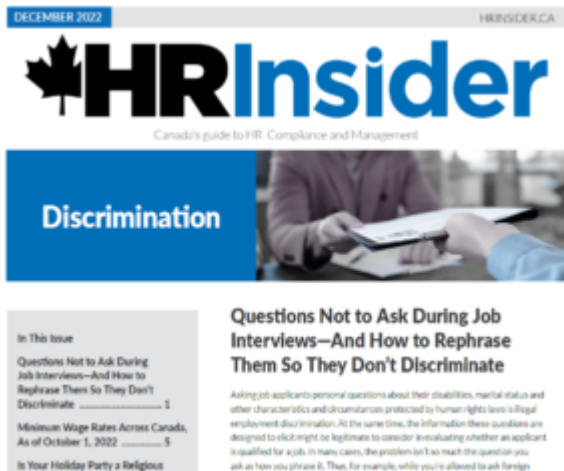 DECEMBER 2022
HRINSIDER.CA
HRInsider
Canada's guide to HR Compliance and Management
Discrimination
In This Issue
Questions Not to Ask During
Job Interviews—And How to
Rephrase Them So They Don't
Discriminate .......................... 1
Minimum Wage Rates Across Canada,
As of October 1, 2022 ............. 5
Is Your Holiday Party a Religious
Questions Not to Ask During Job
Interviews—And How to Rephrase
Them So They Don't Discriminate
Asking job applicants personal questions about their disabilities, marital status and
other characteristics and circumstances protected by human rights laws is illegal
employment discrimination. At the same time, the information these questions are
designed to elicit might be legitimate to consider in evaluating whether an applicant
is qualified for a job. In many cases, the problem isn't so much the question you
ask as how you phrase it. Thus, for example, while you're allowed to ask foreign